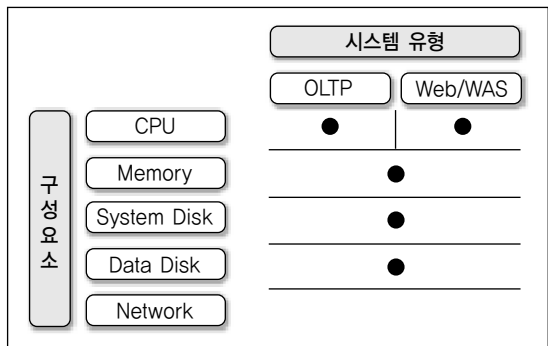 시스템 유형
OLTP Web/WAS
구성요소
CPU
Memory
System Disk
Data Disk
Network